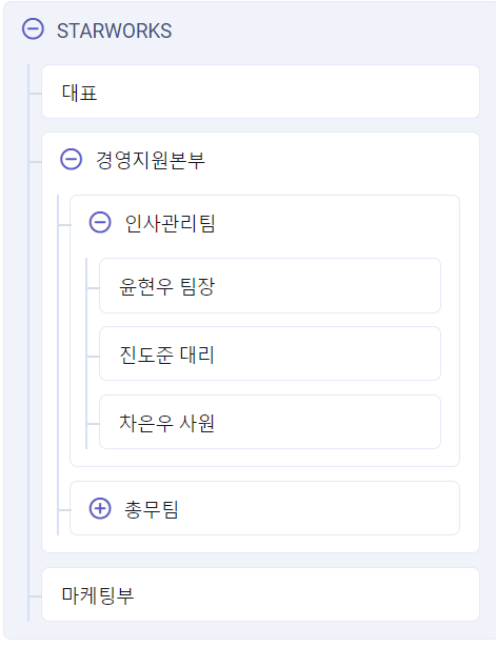 STARWORKS
대표
경영지원본부
인사관리팀
윤현우 팀장
진도준 대리
차은우 사원
총무팀
마케팅부